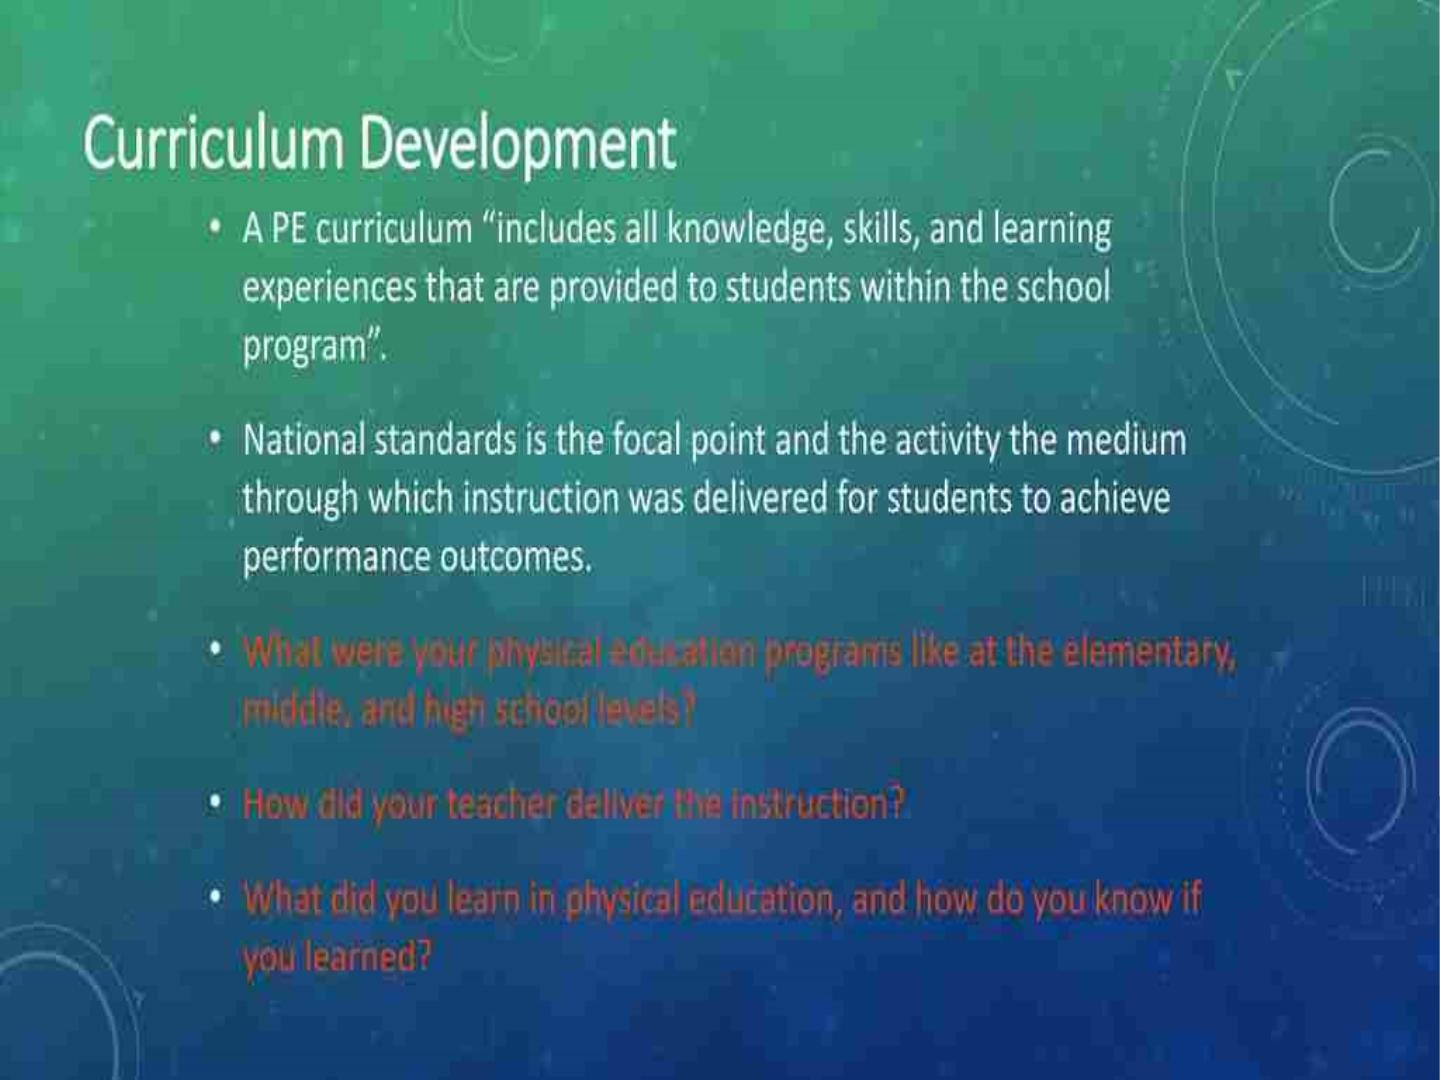 Curriculum Development
• A PE curriculum “includes all knowledge, skills, and learning
experiences that are provided to students within the school
program”.
• National standards is the focal point and the activity the medium
through which instruction was delivered for students to achieve
performance outcomes.
• What were your physical education programs like at the elementary,
middle, and high school levels?
• How did your teacher deliver the instruction?
• What did you learn in physical education, and how do you know if
you learned?